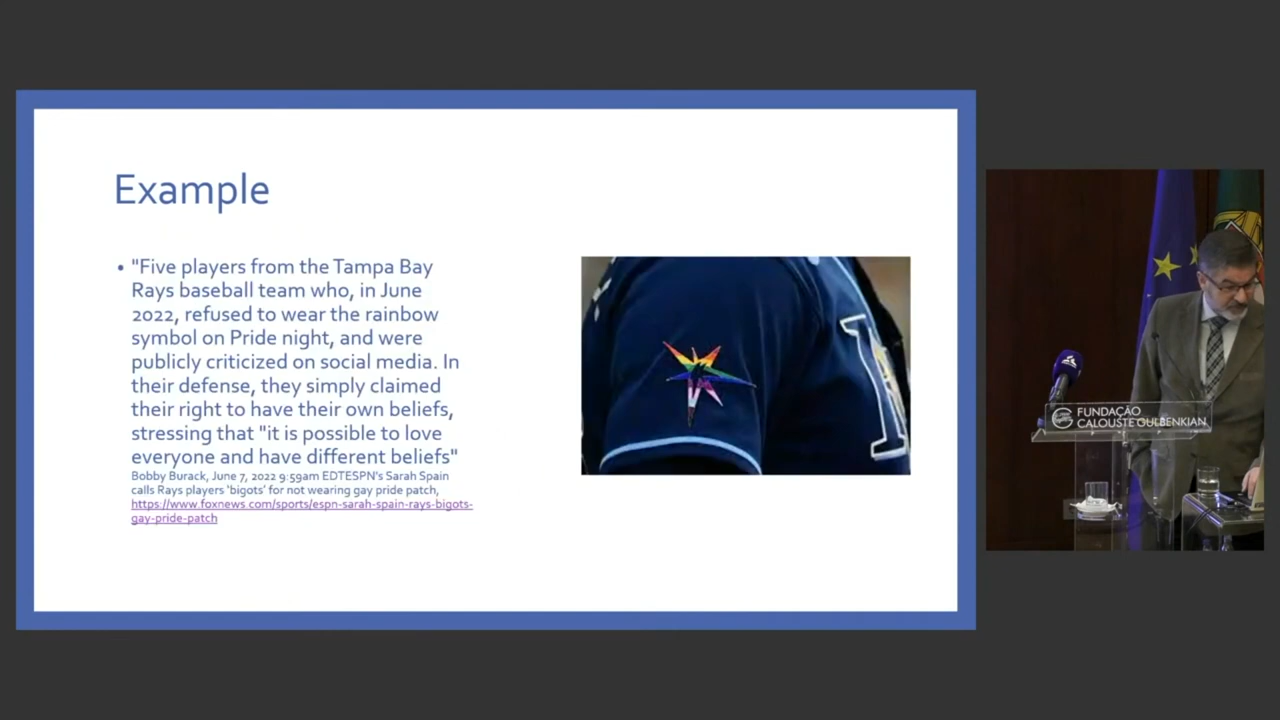 Example
• "Five players from the Tampa Bay
Rays baseball team who, in June
2022, refused to wear the rainbow
symbol on Pride night, and were
publicly criticized on social media. In
their defense, they simply claimed
their right to have their own beliefs,
stressing that "it is possible to love
everyone and have different beliefs"
Bobby Burack, June 7, 2022 9:59am EDTESPN's Sarah Spain
calls Rays players 'bigots' for not wearing gay pride patch,
https://www.foxnews.com/sports/espn-sarah-spain-rays-bigots-
gay-pride-patch
FUNDAÇÃO
CALOUSTE GULBENKIAN